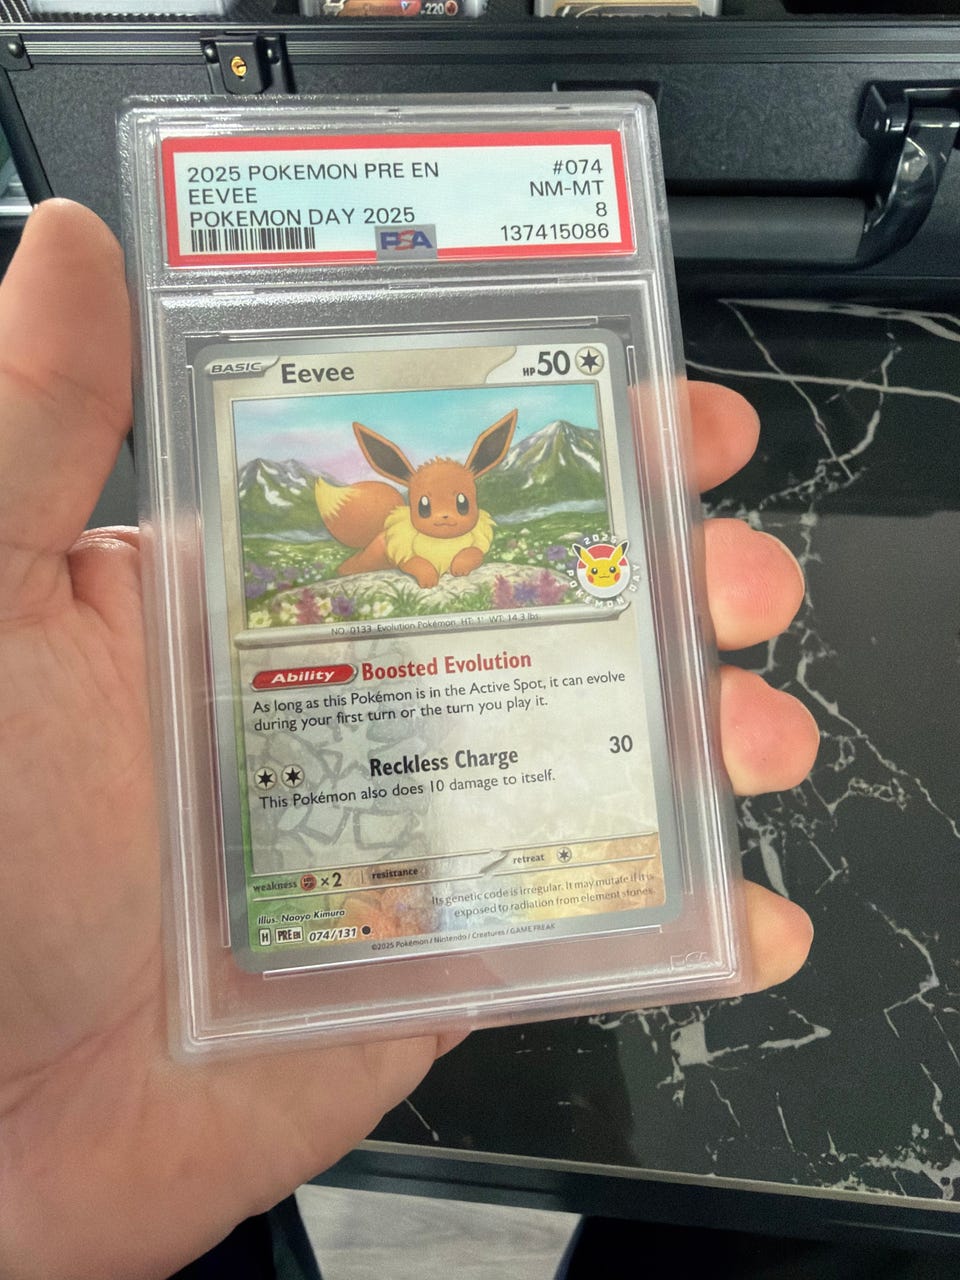 -220
2025 POKEMON PRE EN #074
EEVEE NM-MT
POKEMON DAY 2025 8
PSA 137415086
BASIC Eevee HP50
2025
POKÉMON DAY
NO. 0133 Evolution Pokémon HT: 1' WT: 14.3 lbs.
Ability Boosted Evolution
As long as this Pokémon is in the Active Spot, it can evolve
during your first turn or the turn you play it.
Reckless Charge 30
This Pokémon also does 10 damage to itself.
weakness ×2 resistance retreat
Its genetic code is irregular. It may mutate if it is
exposed to radiation from element stones.
Illus. Naoyo Kimura
H PRE EN 074/131
©2025 Pokémon / Nintendo / Creatures / GAME FREAK